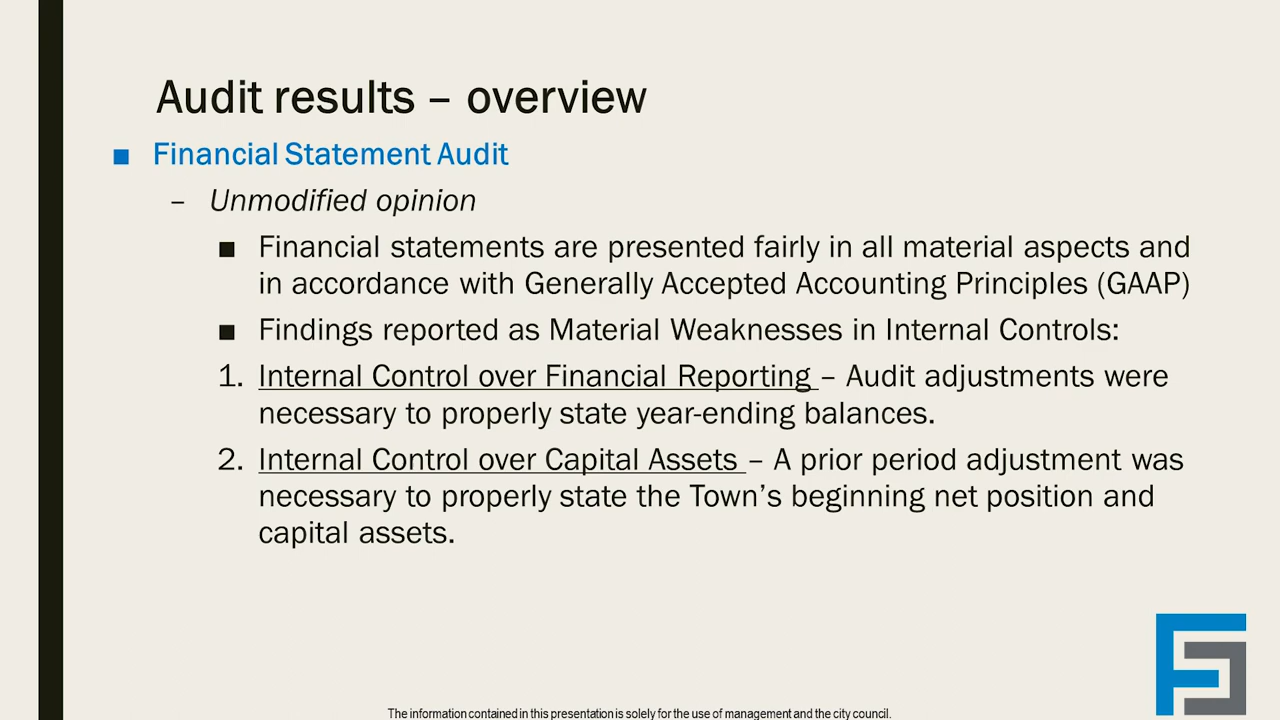 Audit results – overview
■ Financial Statement Audit
– Unmodified opinion
■ Financial statements are presented fairly in all material aspects and
in accordance with Generally Accepted Accounting Principles (GAAP)
■ Findings reported as Material Weaknesses in Internal Controls:
1. Internal Control over Financial Reporting – Audit adjustments were
necessary to properly state year-ending balances.
2. Internal Control over Capital Assets – A prior period adjustment was
necessary to properly state the Town's beginning net position and
capital assets.
The information contained in this presentation is solely for the use of management and the city council.